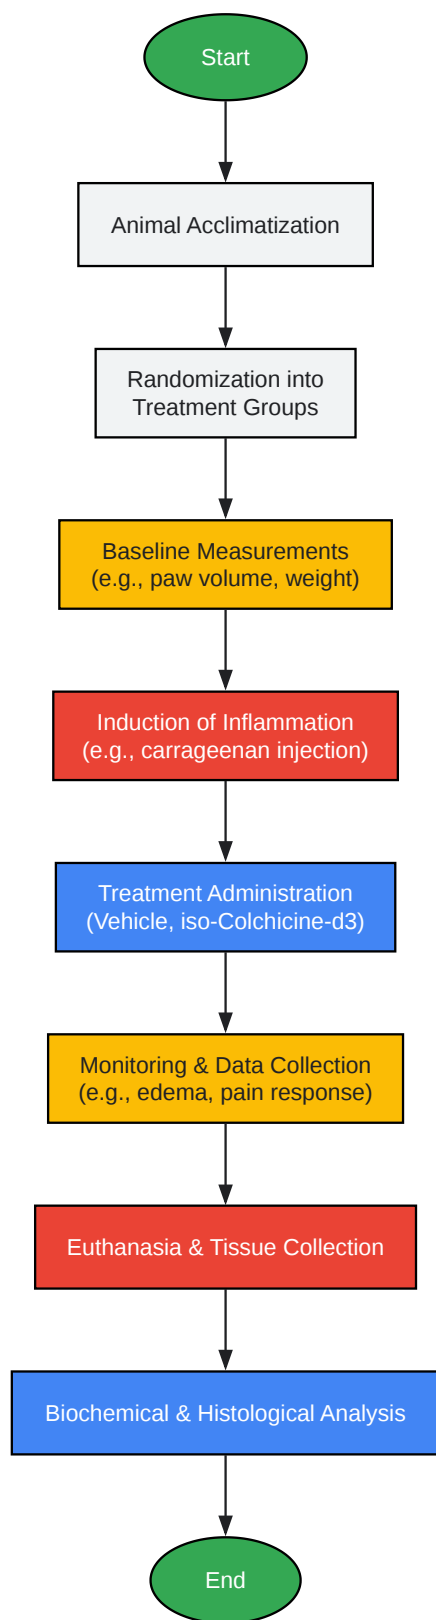 Start
Animal Acclimatization
Randomization into
Treatment Groups
Baseline Measurements
(e.g., paw volume, weight)
Induction of Inflammation
(e.g., carrageenan injection)
Treatment Administration
(Vehicle, iso-Colchicine-d3)
Monitoring & Data Collection
(e.g., edema, pain response)
Euthanasia & Tissue Collection
Biochemical & Histological Analysis
End